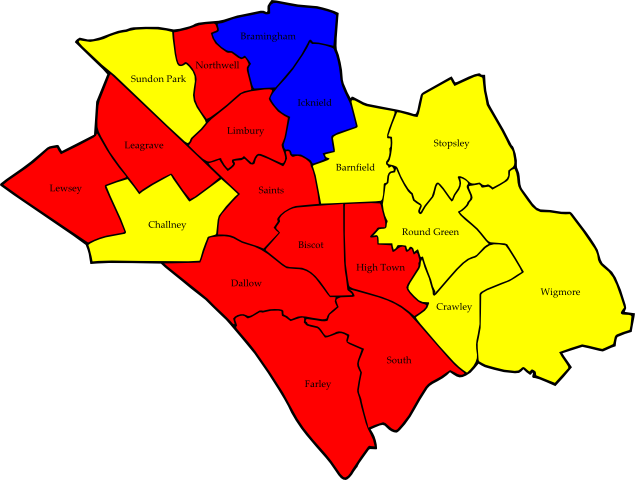 Bramingham
Northwell
Sundon Park
Icknield
Limbury
Leagrave
Stopsley
Barnfield
Lewsey
Saints
Challney
Round Green
Biscot
High Town
Dallow
Wigmore
Crawley
South
Farley